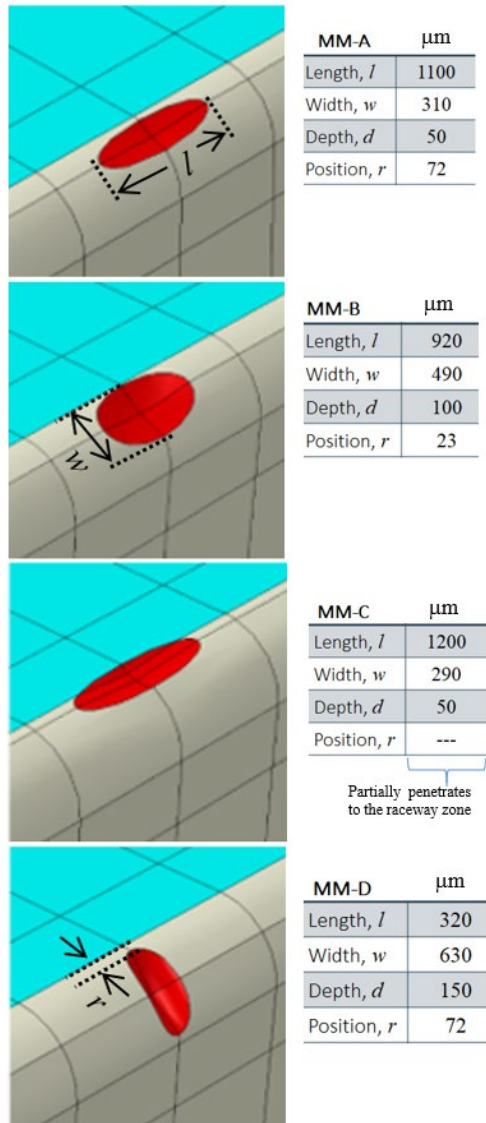 MM-A μm
Length, l 1100
Width, w 310
Depth, d 50
Position, r 72
l
MM-B μm
Length, l 920
Width, w 490
Depth, d 100
Position, r 23
w
MM-C μm
Length, l 1200
Width, w 290
Depth, d 50
Position, r ---
Partially penetrates
to the raceway zone
MM-D μm
Length, l 320
Width, w 630
Depth, d 150
Position, r 72
r